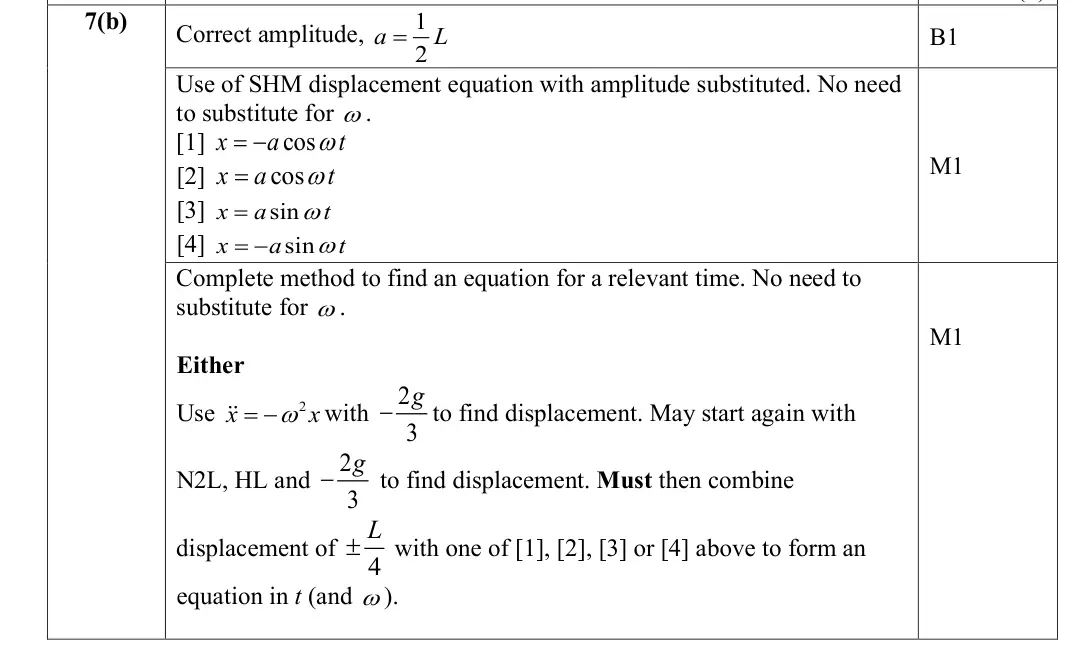 7(b)
Correct amplitude, a = 1/2 L
B1
Use of SHM displacement equation with amplitude substituted. No need
to substitute for ω.
[1] x = −a cos ωt
[2] x = a cos ωt
[3] x = a sin ωt
[4] x = −a sin ωt
M1
Complete method to find an equation for a relevant time. No need to
substitute for ω.
M1
Either
Use ẍ = −ω²x with −2g/3 to find displacement. May start again with
N2L, HL and −2g/3 to find displacement. Must then combine
displacement of ±L/4 with one of [1], [2], [3] or [4] above to form an
equation in t (and ω).